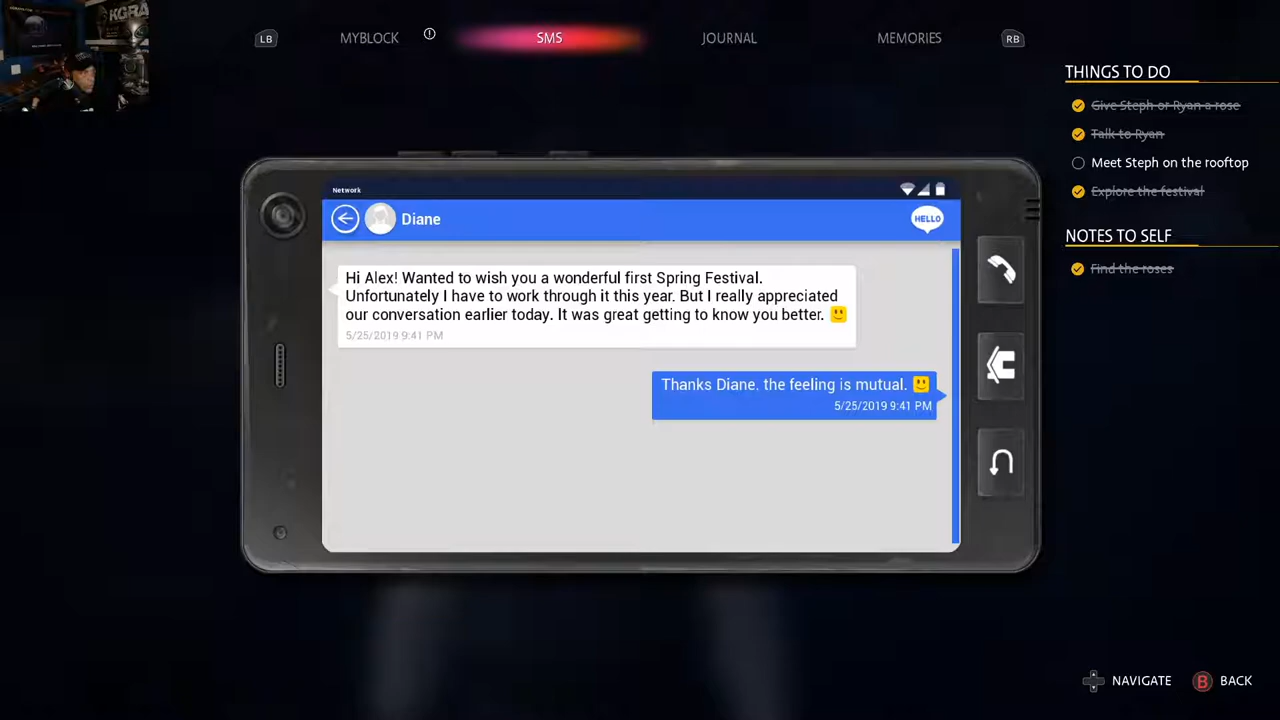 KGRA
LB
MYBLOCK
SMS
JOURNAL
MEMORIES
RB
THINGS TO DO
Give Steph or Ryan a rose
Talk to Ryan
Meet Steph on the rooftop
Explore the festival
NOTES TO SELF
Find the roses
Network
Diane
HELLO
Hi Alex! Wanted to wish you a wonderful first Spring Festival.
Unfortunately I have to work through it this year. But I really appreciated
our conversation earlier today. It was great getting to know you better.
5/25/2019 9:41 PM
Thanks Diane. the feeling is mutual.
5/25/2019 9:41 PM
NAVIGATE
B BACK